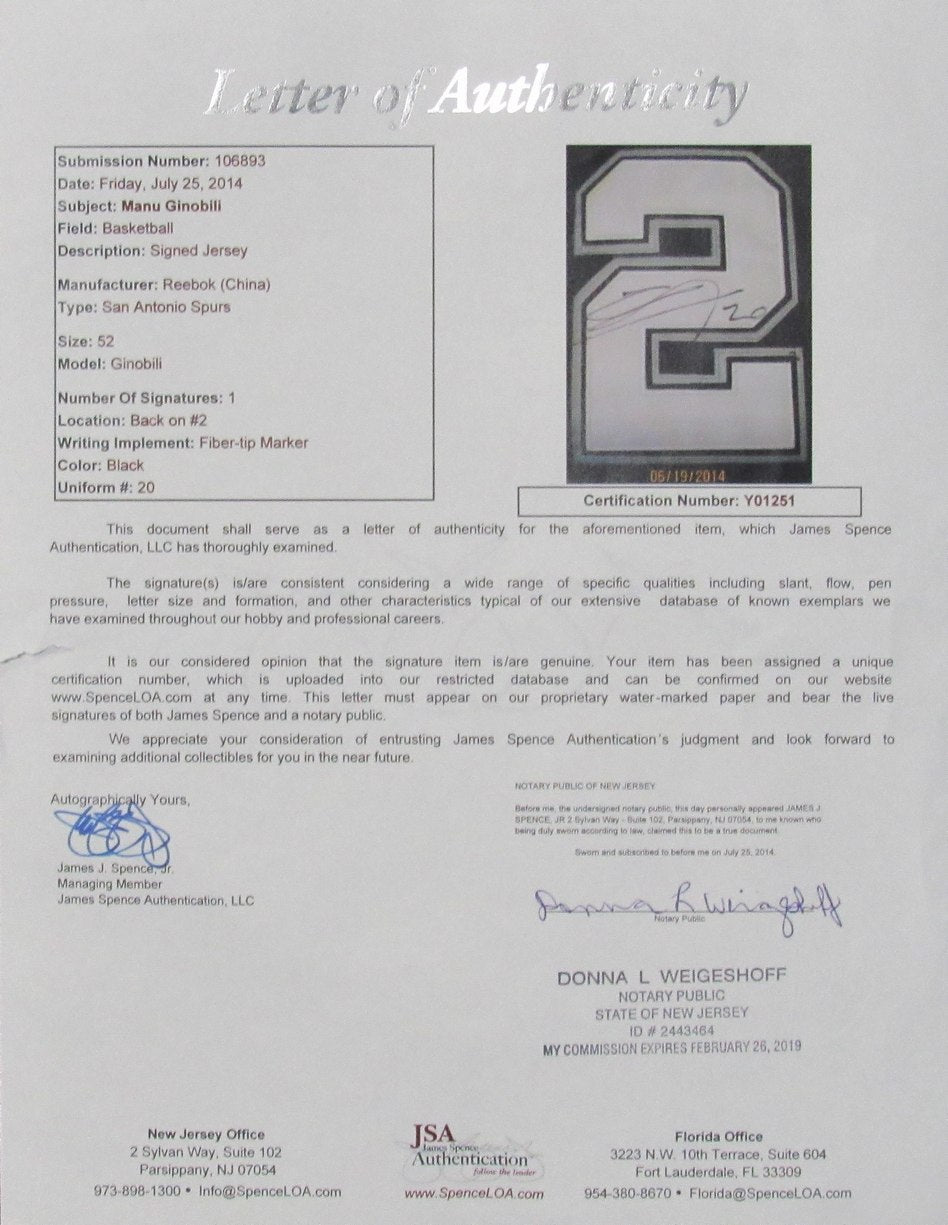 Letter of Authenticity
Submission Number: 106893
Date: Friday, July 25, 2014
Subject: Manu Ginobili
Field: Basketball
Description: Signed Jersey
Manufacturer: Reebok (China)
Type: San Antonio Spurs
Size: 52
Model: Ginobili
Number Of Signatures: 1
Location: Back on #2
Writing Implement: Fiber-tip Marker
Color: Black
Uniform #: 20
2
20
06/19/2014
Certification Number: Y01251
This document shall serve as a letter of authenticity for the aforementioned item, which James Spence
Authentication, LLC has thoroughly examined.
The signature(s) is/are consistent considering a wide range of specific qualities including slant, flow, pen
pressure, letter size and formation, and other characteristics typical of our extensive database of known exemplars we
have examined throughout our hobby and professional careers.
It is our considered opinion that the signature item is/are genuine. Your item has been assigned a unique
certification number, which is uploaded into our restricted database and can be confirmed on our website
www.SpenceLOA.com at any time. This letter must appear on our proprietary water-marked paper and bear the live
signatures of both James Spence and a notary public.
We appreciate your consideration of entrusting James Spence Authentication's judgment and look forward to
examining additional collectibles for you in the near future.
Autographically Yours,
James J. Spence, Jr.
Managing Member
James Spence Authentication, LLC
NOTARY PUBLIC OF NEW JERSEY
Before me, the undersigned notary public, this day personally appeared JAMES J.
SPENCE, JR 2 Sylvan Way - Suite 102, Parsippany, NJ 07054, to me known who
being duly sworn according to law, claimed this to be a true document.
Sworn and subscribed to before me on July 25, 2014.
Donna L Weigeshoff
Notary Public
DONNA L WEIGESHOFF
NOTARY PUBLIC
STATE OF NEW JERSEY
ID # 2443464
MY COMMISSION EXPIRES FEBRUARY 26, 2019
New Jersey Office
2 Sylvan Way, Suite 102
Parsippany, NJ 07054
973-898-1300 • Info@SpenceLOA.com
JSA
James Spence
Authentication
follow the leader
www.SpenceLOA.com
Florida Office
3223 N.W. 10th Terrace, Suite 604
Fort Lauderdale, FL 33309
954-380-8670 • Florida@SpenceLOA.com